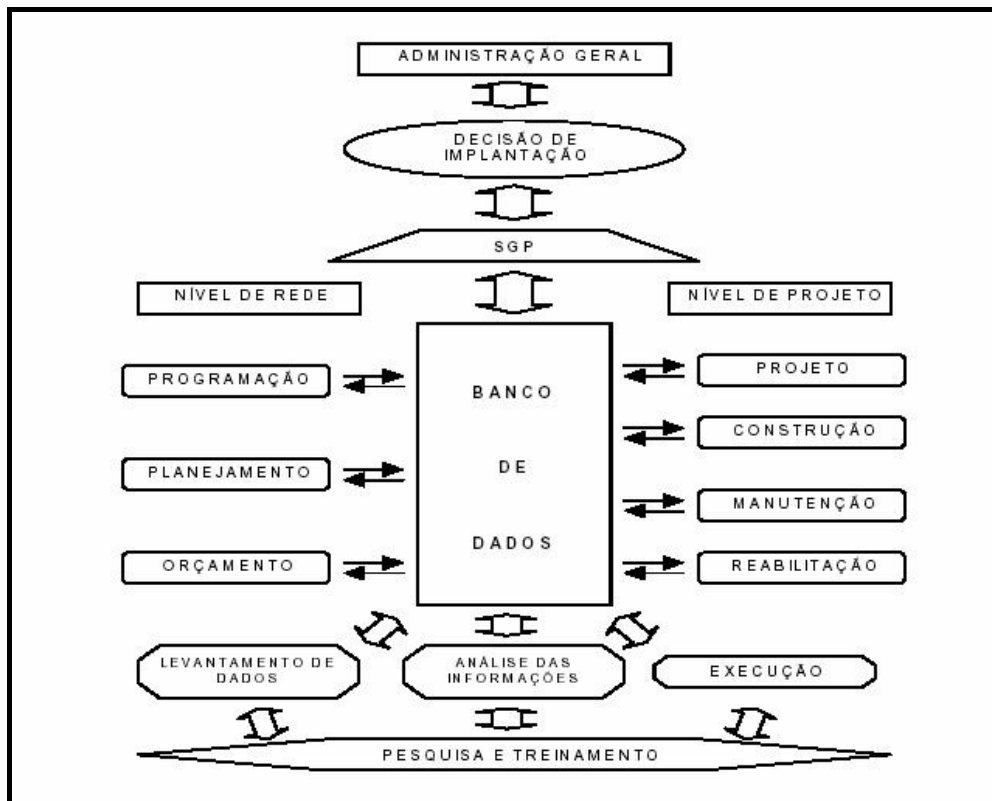 ADMINISTRAÇÃO GERAL
DECISÃO DE
IMPLANTAÇÃO
SGP
NÍVEL DE REDE
NÍVEL DE PROJETO
PROGRAMAÇÃO
PLANEJAMENTO
ORÇAMENTO
BANCO
DE
DADOS
PROJETO
CONSTRUÇÃO
MANUTENÇÃO
REABILITAÇÃO
LEVANTAMENTO DE
DADOS
ANÁLISE DAS
INFORMAÇÕES
EXECUÇÃO
PESQUISA E TREINAMENTO